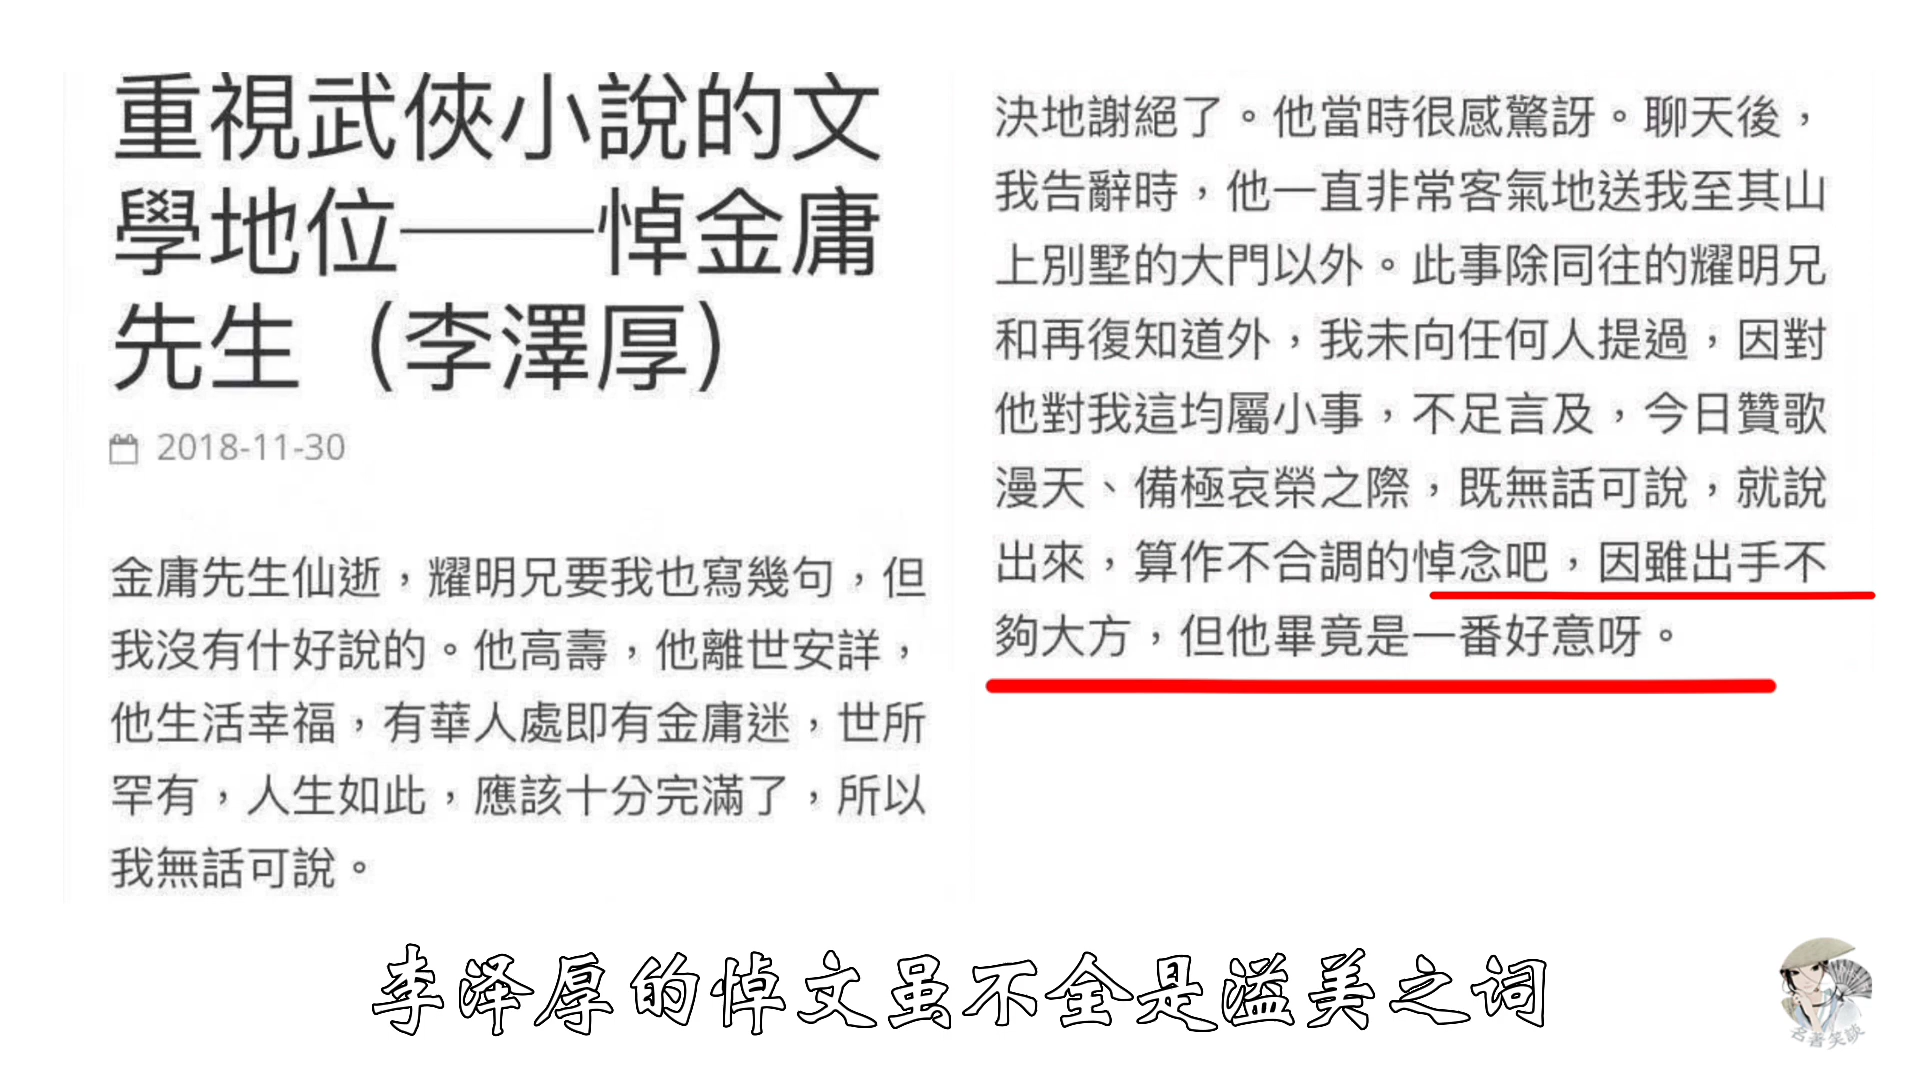 重視武俠小說的文
學地位——悼金庸
先生（李澤厚）
2018-11-30
金庸先生仙逝，耀明兄要我也寫幾句，但
我沒有什好說的。他高壽，他離世安詳，
他生活幸福，有華人處即有金庸迷，世所
罕有，人生如此，應該十分完滿了，所以
我無話可說。
決地謝絕了。他當時很感驚訝。聊天後，
我告辭時，他一直非常客氣地送我至其山
上別墅的大門以外。此事除同往的耀明兄
和再復知道外，我未向任何人提過，因對
他對我這均屬小事，不足言及，今日贊歌
漫天、備極哀榮之際，既無話可說，就說
出來，算作不合調的悼念吧，因雖出手不
夠大方，但他畢竟是一番好意呀。
李泽厚的悼文虽不全是溢美之词
名著笑談